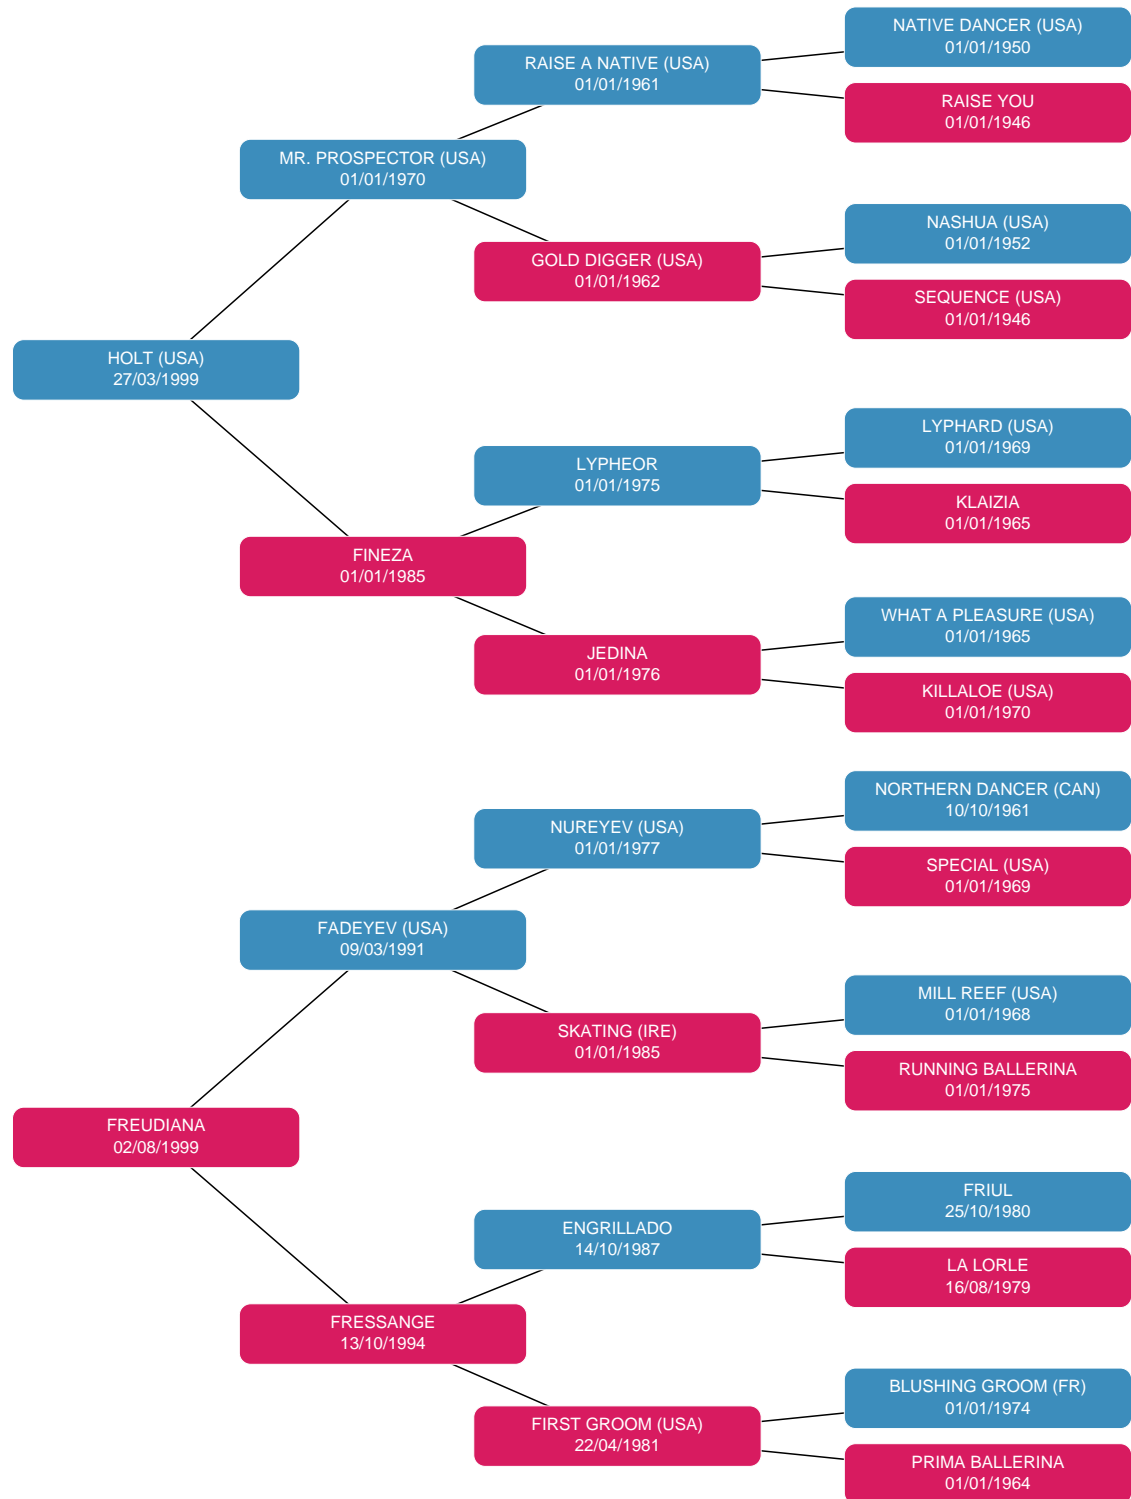 NATIVE DANCER (USA)
01/01/1950
RAISE A NATIVE (USA)
01/01/1961
RAISE YOU
01/01/1946
MR. PROSPECTOR (USA)
01/01/1970
NASHUA (USA)
01/01/1952
GOLD DIGGER (USA)
01/01/1962
SEQUENCE (USA)
01/01/1946
HOLT (USA)
27/03/1999
LYPHARD (USA)
01/01/1969
LYPHEOR
01/01/1975
KLAIZIA
01/01/1965
FINEZA
01/01/1985
WHAT A PLEASURE (USA)
01/01/1965
JEDINA
01/01/1976
KILLALOE (USA)
01/01/1970
NORTHERN DANCER (CAN)
10/10/1961
NUREYEV (USA)
01/01/1977
SPECIAL (USA)
01/01/1969
FADEYEV (USA)
09/03/1991
MILL REEF (USA)
01/01/1968
SKATING (IRE)
01/01/1985
RUNNING BALLERINA
01/01/1975
FREUDIANA
02/08/1999
FRIUL
25/10/1980
ENGRILLADO
14/10/1987
LA LORLE
16/08/1979
FRESSANGE
13/10/1994
BLUSHING GROOM (FR)
01/01/1974
FIRST GROOM (USA)
22/04/1981
PRIMA BALLERINA
01/01/1964